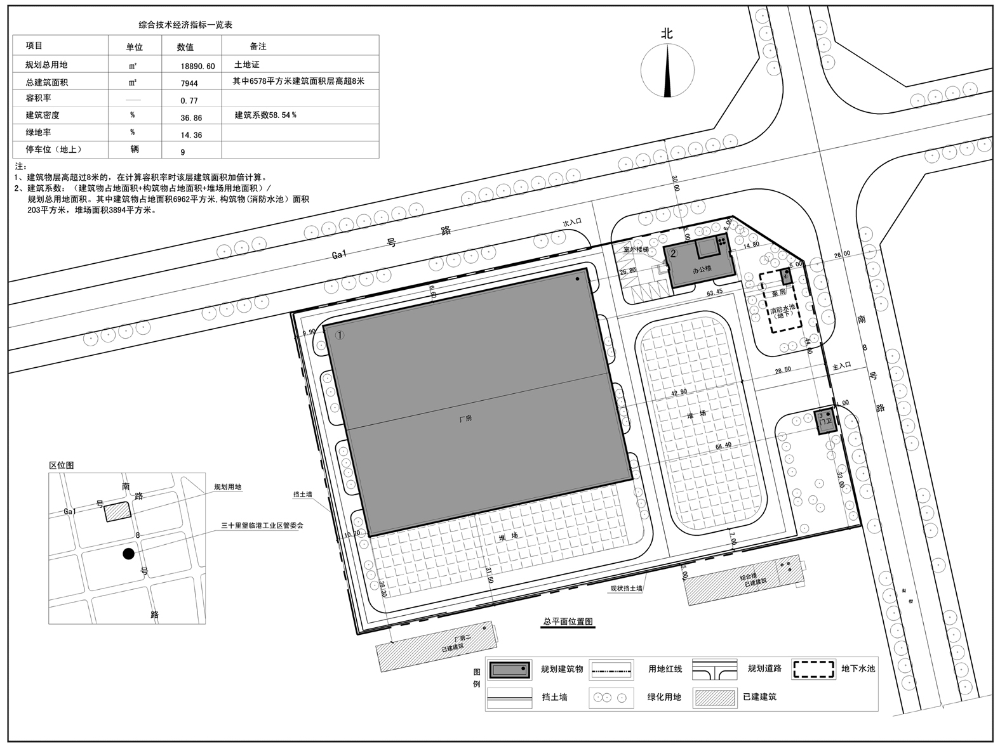 综合技术经济指标一览表
项目 单位 数值 备注
规划总用地 ㎡ 18890.60 土地证
总建筑面积 ㎡ 7944 其中6578平方米建筑面积层高超8米
容积率 —— 0.77
建筑密度 % 36.86 建筑系数58.54%
绿地率 % 14.36
停车位（地上） 辆 9
注：
1、建筑物层高超过8米的，在计算容积率时该层建筑面积加倍计算。
2、建筑系数：（建筑物占地面积+构筑物占地面积+堆场用地面积）/
规划总用地面积。其中建筑物占地面积6962平方米,构筑物(消防水池）面积
203平方米，堆场面积3894平方米。
北
30.00
Ga1 号 路
次入口
6.00
5.00
室外楼梯
2
办公楼
14.80
26.80
26.00
5.00
4
泵房
消防水池
（地下）
63.45
6.60
9.90
①
厂房
44.00
南 8 号 路
主入口
28.50
42.90
堆 场
1.00
3
门卫
64.40
33.00
挡土墙
10.70
堆 场
7.00
5.00
31.50
36.30
现状挡土墙
综合楼
已建建筑
厂房二
已建建筑
总平面位置图
区位图
Ga1 号
南
路
8
号
路
规划用地
三十里堡临港工业区管委会
图例
规划建筑物
用地红线
规划道路
地下水池
挡土墙
绿化用地
已建建筑